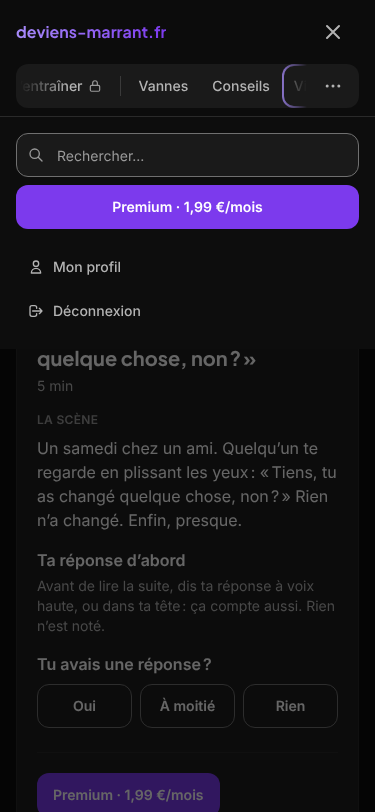 deviens-marrant.fr
entraîner
Vannes
Conseils
Rechercher...
Premium · 1,99 €/mois
Mon profil
Déconnexion
quelque chose, non ? »
5 min
LA SCÈNE
Un samedi chez un ami. Quelqu’un te
regarde en plissant les yeux : « Tiens, tu
as changé quelque chose, non ? » Rien
n’a changé. Enfin, presque.
Ta réponse d’abord
Avant de lire la suite, dis ta réponse à voix
haute, ou dans ta tête : ça compte aussi. Rien
n’est noté.
Tu avais une réponse ?
Oui
À moitié
Rien
Premium · 1,99 €/mois